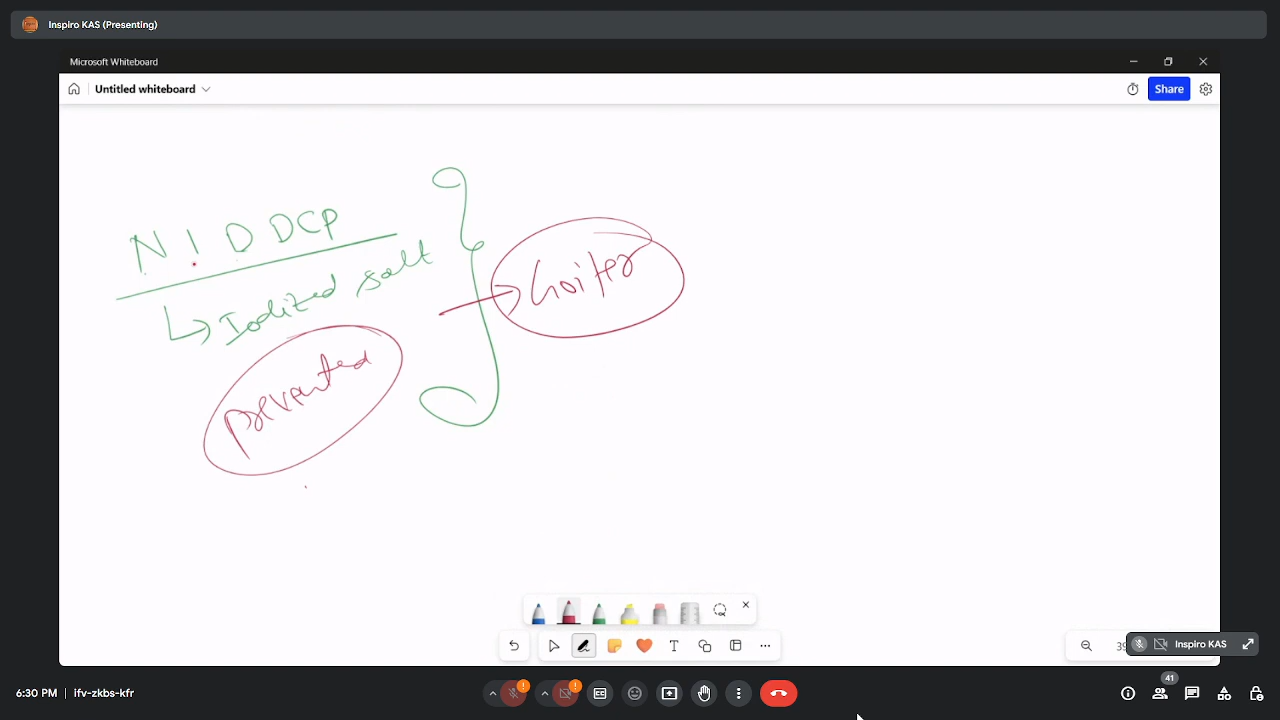 Inspiro KAS (Presenting)
Microsoft Whiteboard
Untitled whiteboard
Share
NIDDCP
Iodized salt
Goiter
prevented
Inspiro KAS
6:30 PM | ifv-zkbs-kfr
41